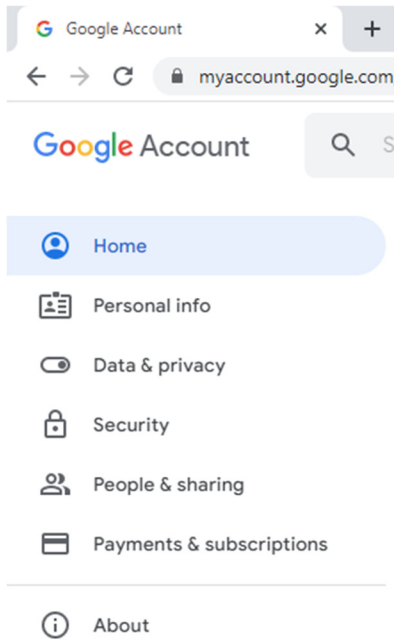 Google Account
myaccount.google.com
Google Account
S
Home
Personal info
Data & privacy
Security
People & sharing
Payments & subscriptions
About